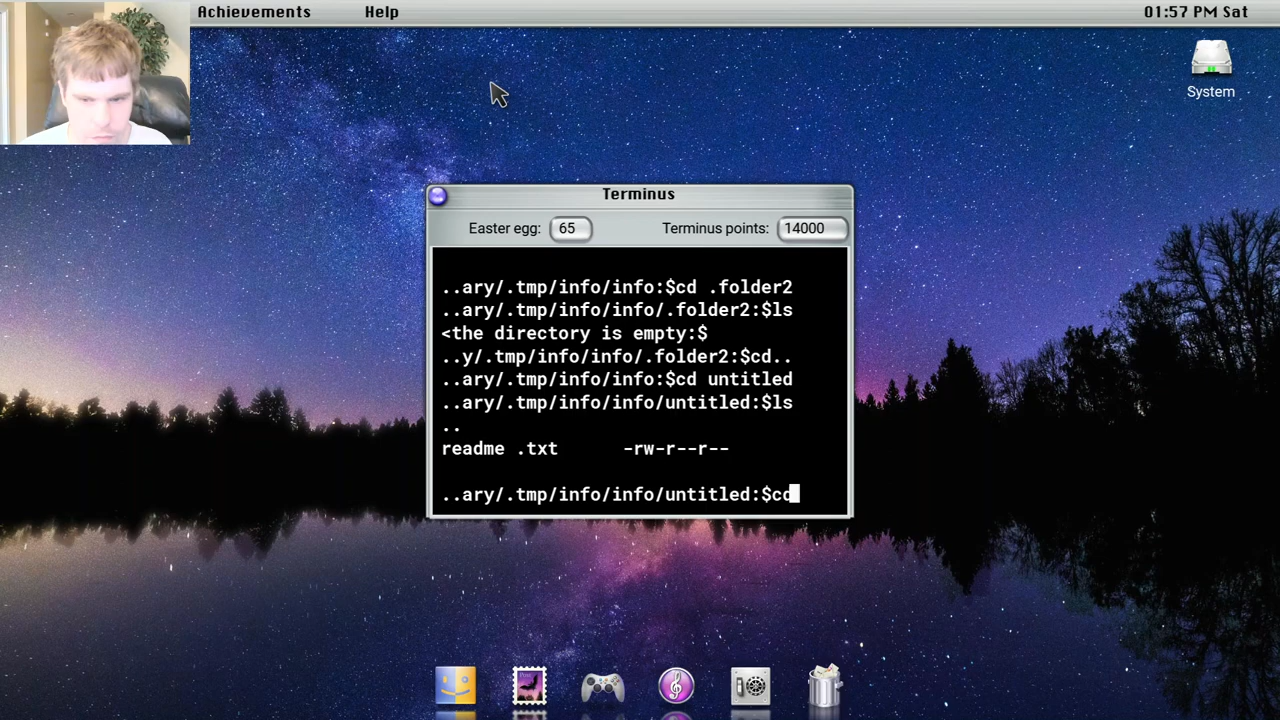 Achievements Help 01:57 PM Sat
System
Terminus
Easter egg: 65 Terminus points: 14000
..ary/.tmp/info/info:$cd .folder2
..ary/.tmp/info/info/.folder2:$ls
<the directory is empty:$
..y/.tmp/info/info/.folder2:$cd..
..ary/.tmp/info/info:$cd untitled
..ary/.tmp/info/info/untitled:$ls
..
readme .txt -rw-r--r--
..ary/.tmp/info/info/untitled:$cd